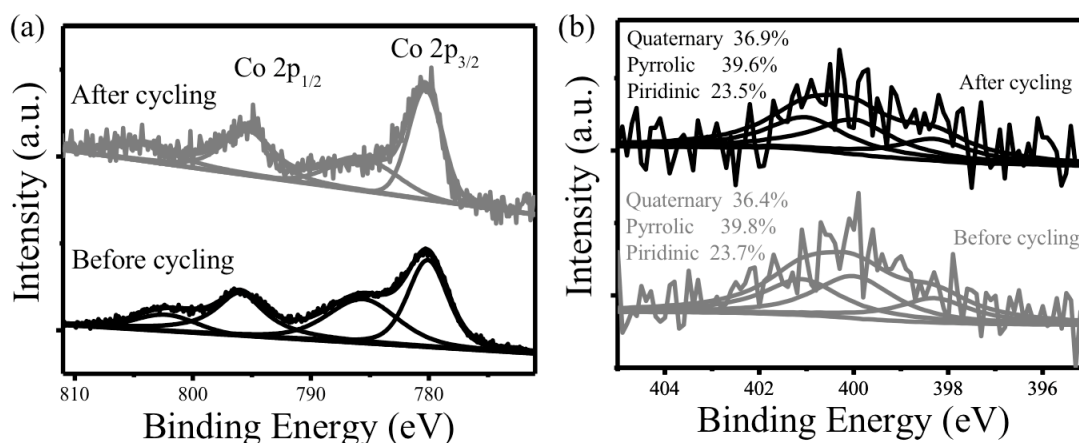 (a)
Co 2p1/2
Co 2p3/2
After cycling
Before cycling
Intensity (a.u.)
810 800 790 780
Binding Energy (eV)
(b)
Quaternary 36.9%
Pyrrolic 39.6%
Piridinic 23.5%
After cycling
Quaternary 36.4%
Pyrrolic 39.8%
Piridinic 23.7%
Before cycling
Intensity (a.u.)
404 402 400 398 396
Binding Energy (eV)